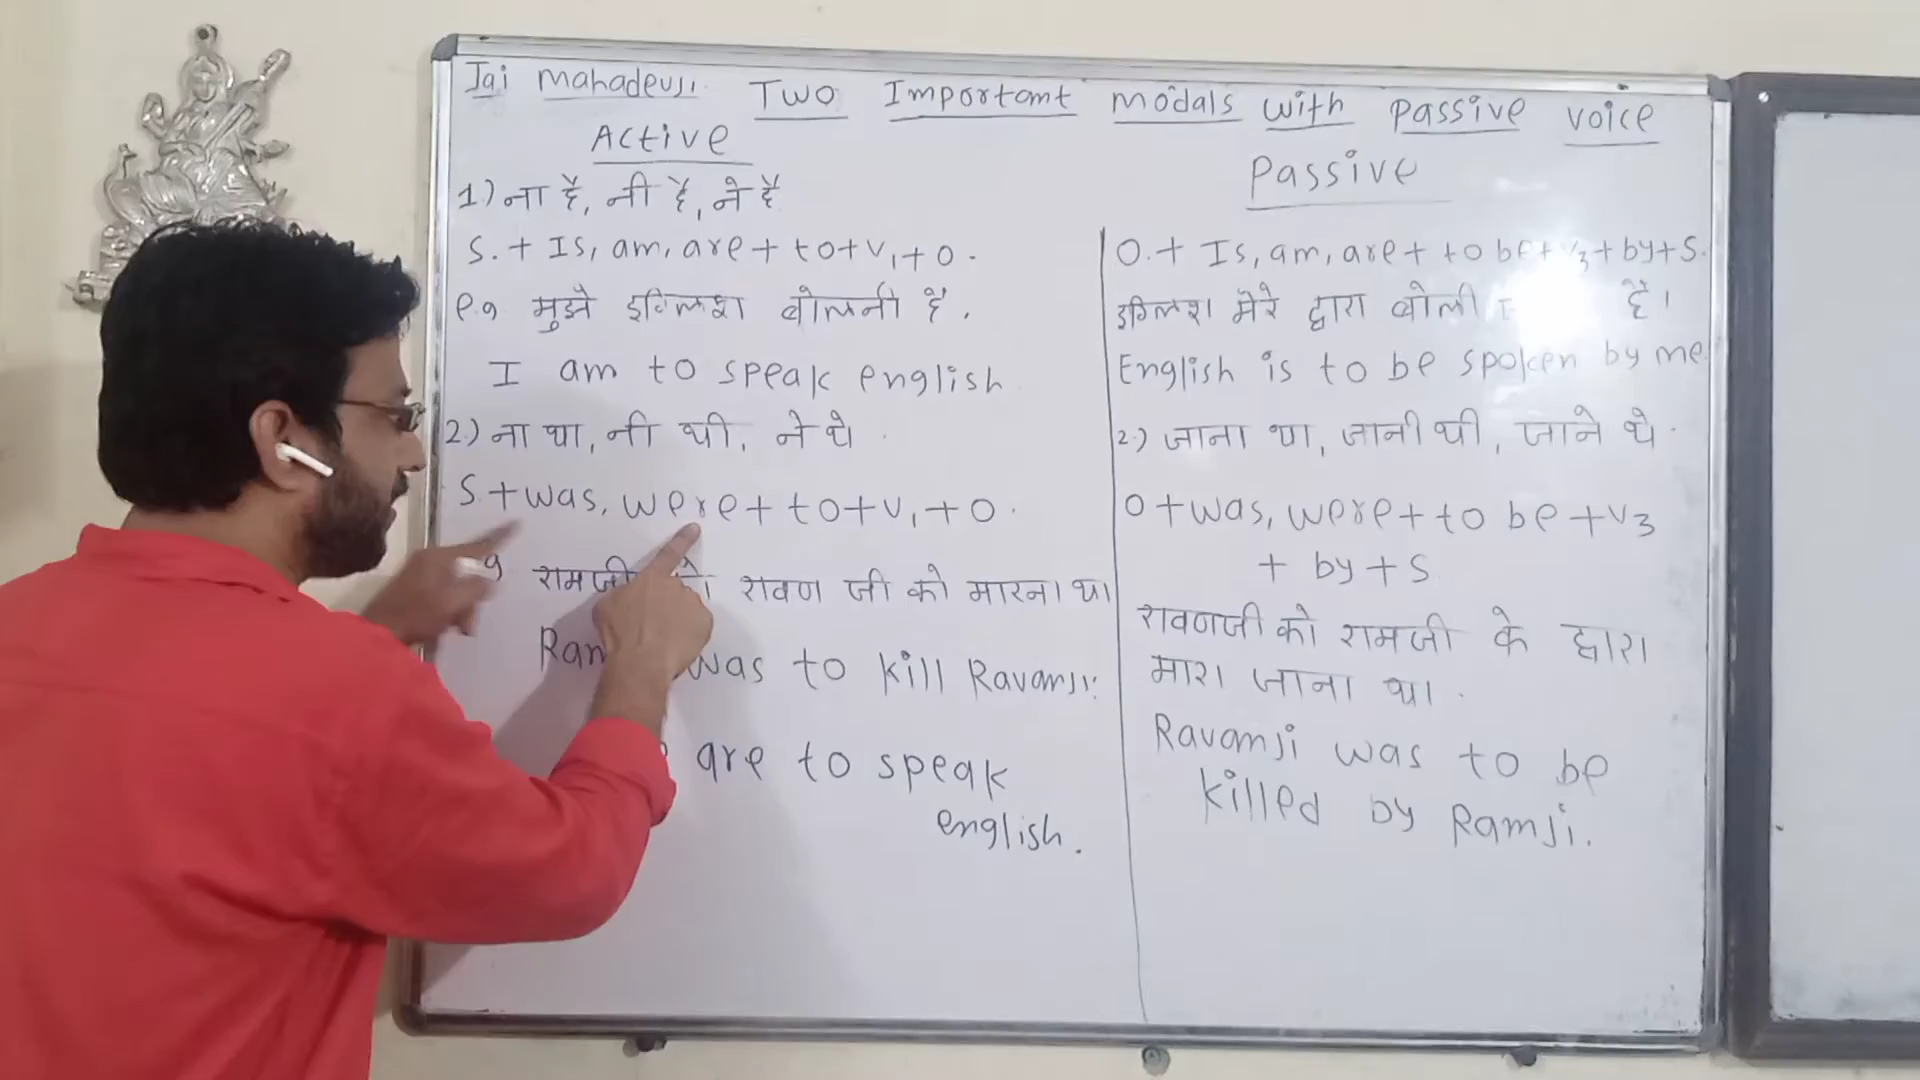 Jai mahadevji. Two Important modals with Passive voice
Active
1) ना है, नी है, ने है
S. + Is, am, are + to + V1 + O.
e.g मुझे इंग्लिश बोलनी है.
I am to speak english
2.) ना था, नी थी, ने थे.
S + was, were + to + V1 + O.
रामजी को रावण जी को मारना था।
was to kill Ravanji.
are to speak
english.
Passive
O. + Is, am, are + to be + V3 + by + S.
इंग्लिश मेरे द्वारा बोली है।
English is to be spoken by me
2.) जाना था, जानी थी, जाने थे.
O + was, were + to be + V3
+ by + S
रावणजी को रामजी के द्वारा
मारा जाना था.
Ravanji was to be
killed by Ramji.